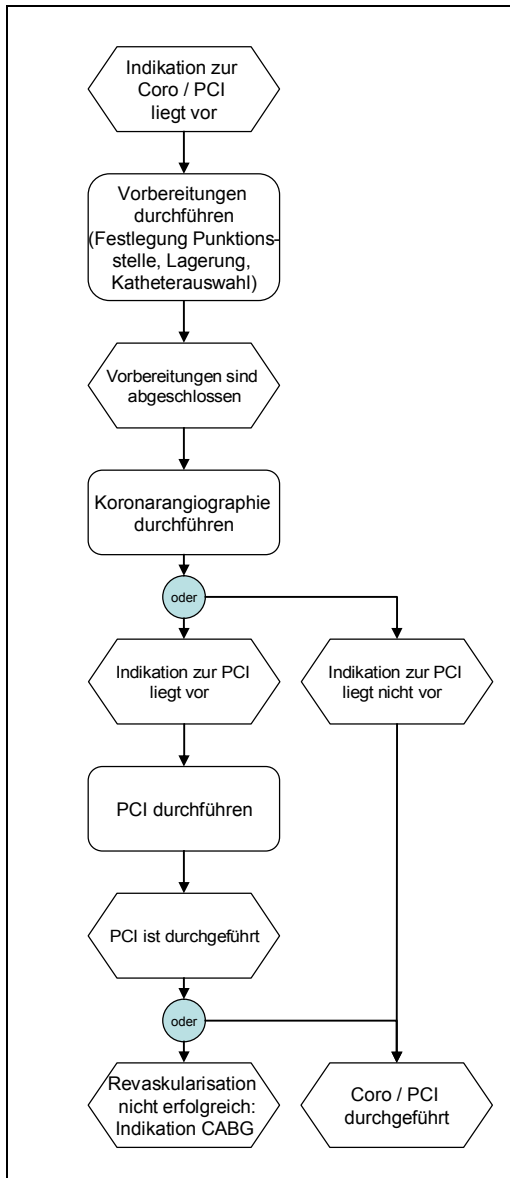 Indikation zur
Coro / PCI
liegt vor
Vorbereitungen
durchführen
(Festlegung Punktions-
stelle, Lagerung,
Katheterauswahl)
Vorbereitungen sind
abgeschlossen
Koronarangiographie
durchführen
oder
Indikation zur PCI
liegt vor
Indikation zur PCI
liegt nicht vor
PCI durchführen
PCI ist durchgeführt
oder
Revaskularisation
nicht erfolgreich:
Indikation CABG
Coro / PCI
durchgeführt